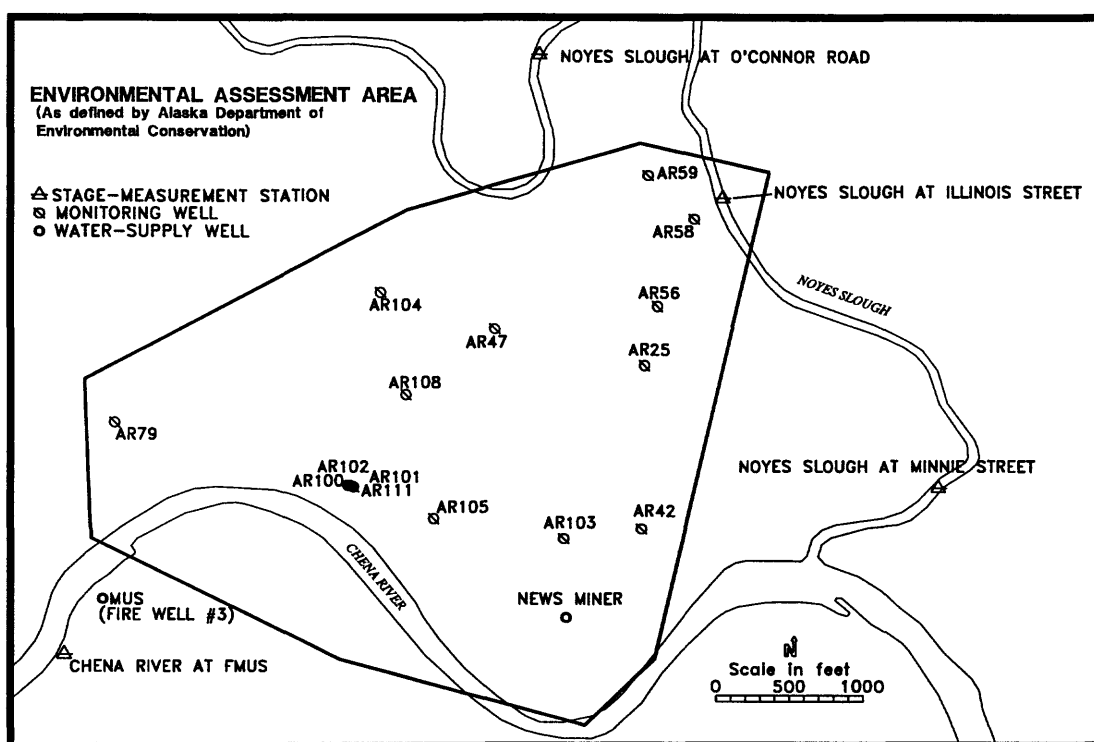 NOYES SLOUGH AT O'CONNOR ROAD
ENVIRONMENTAL ASSESSMENT AREA
(As defined by Alaska Department of
Environmental Conservation)
STAGE-MEASUREMENT STATION
MONITORING WELL
WATER-SUPPLY WELL
AR59
NOYES SLOUGH AT ILLINOIS STREET
AR58
NOYES SLOUGH
AR104
AR56
AR47
AR25
AR108
AR79
AR102
AR100
AR101
AR111
NOYES SLOUGH AT MINNIE STREET
AR105
AR103
AR42
CHENA RIVER
MUS
(FIRE WELL #3)
NEWS MINER
CHENA RIVER AT FMUS
N
Scale in feet
0 500 1000